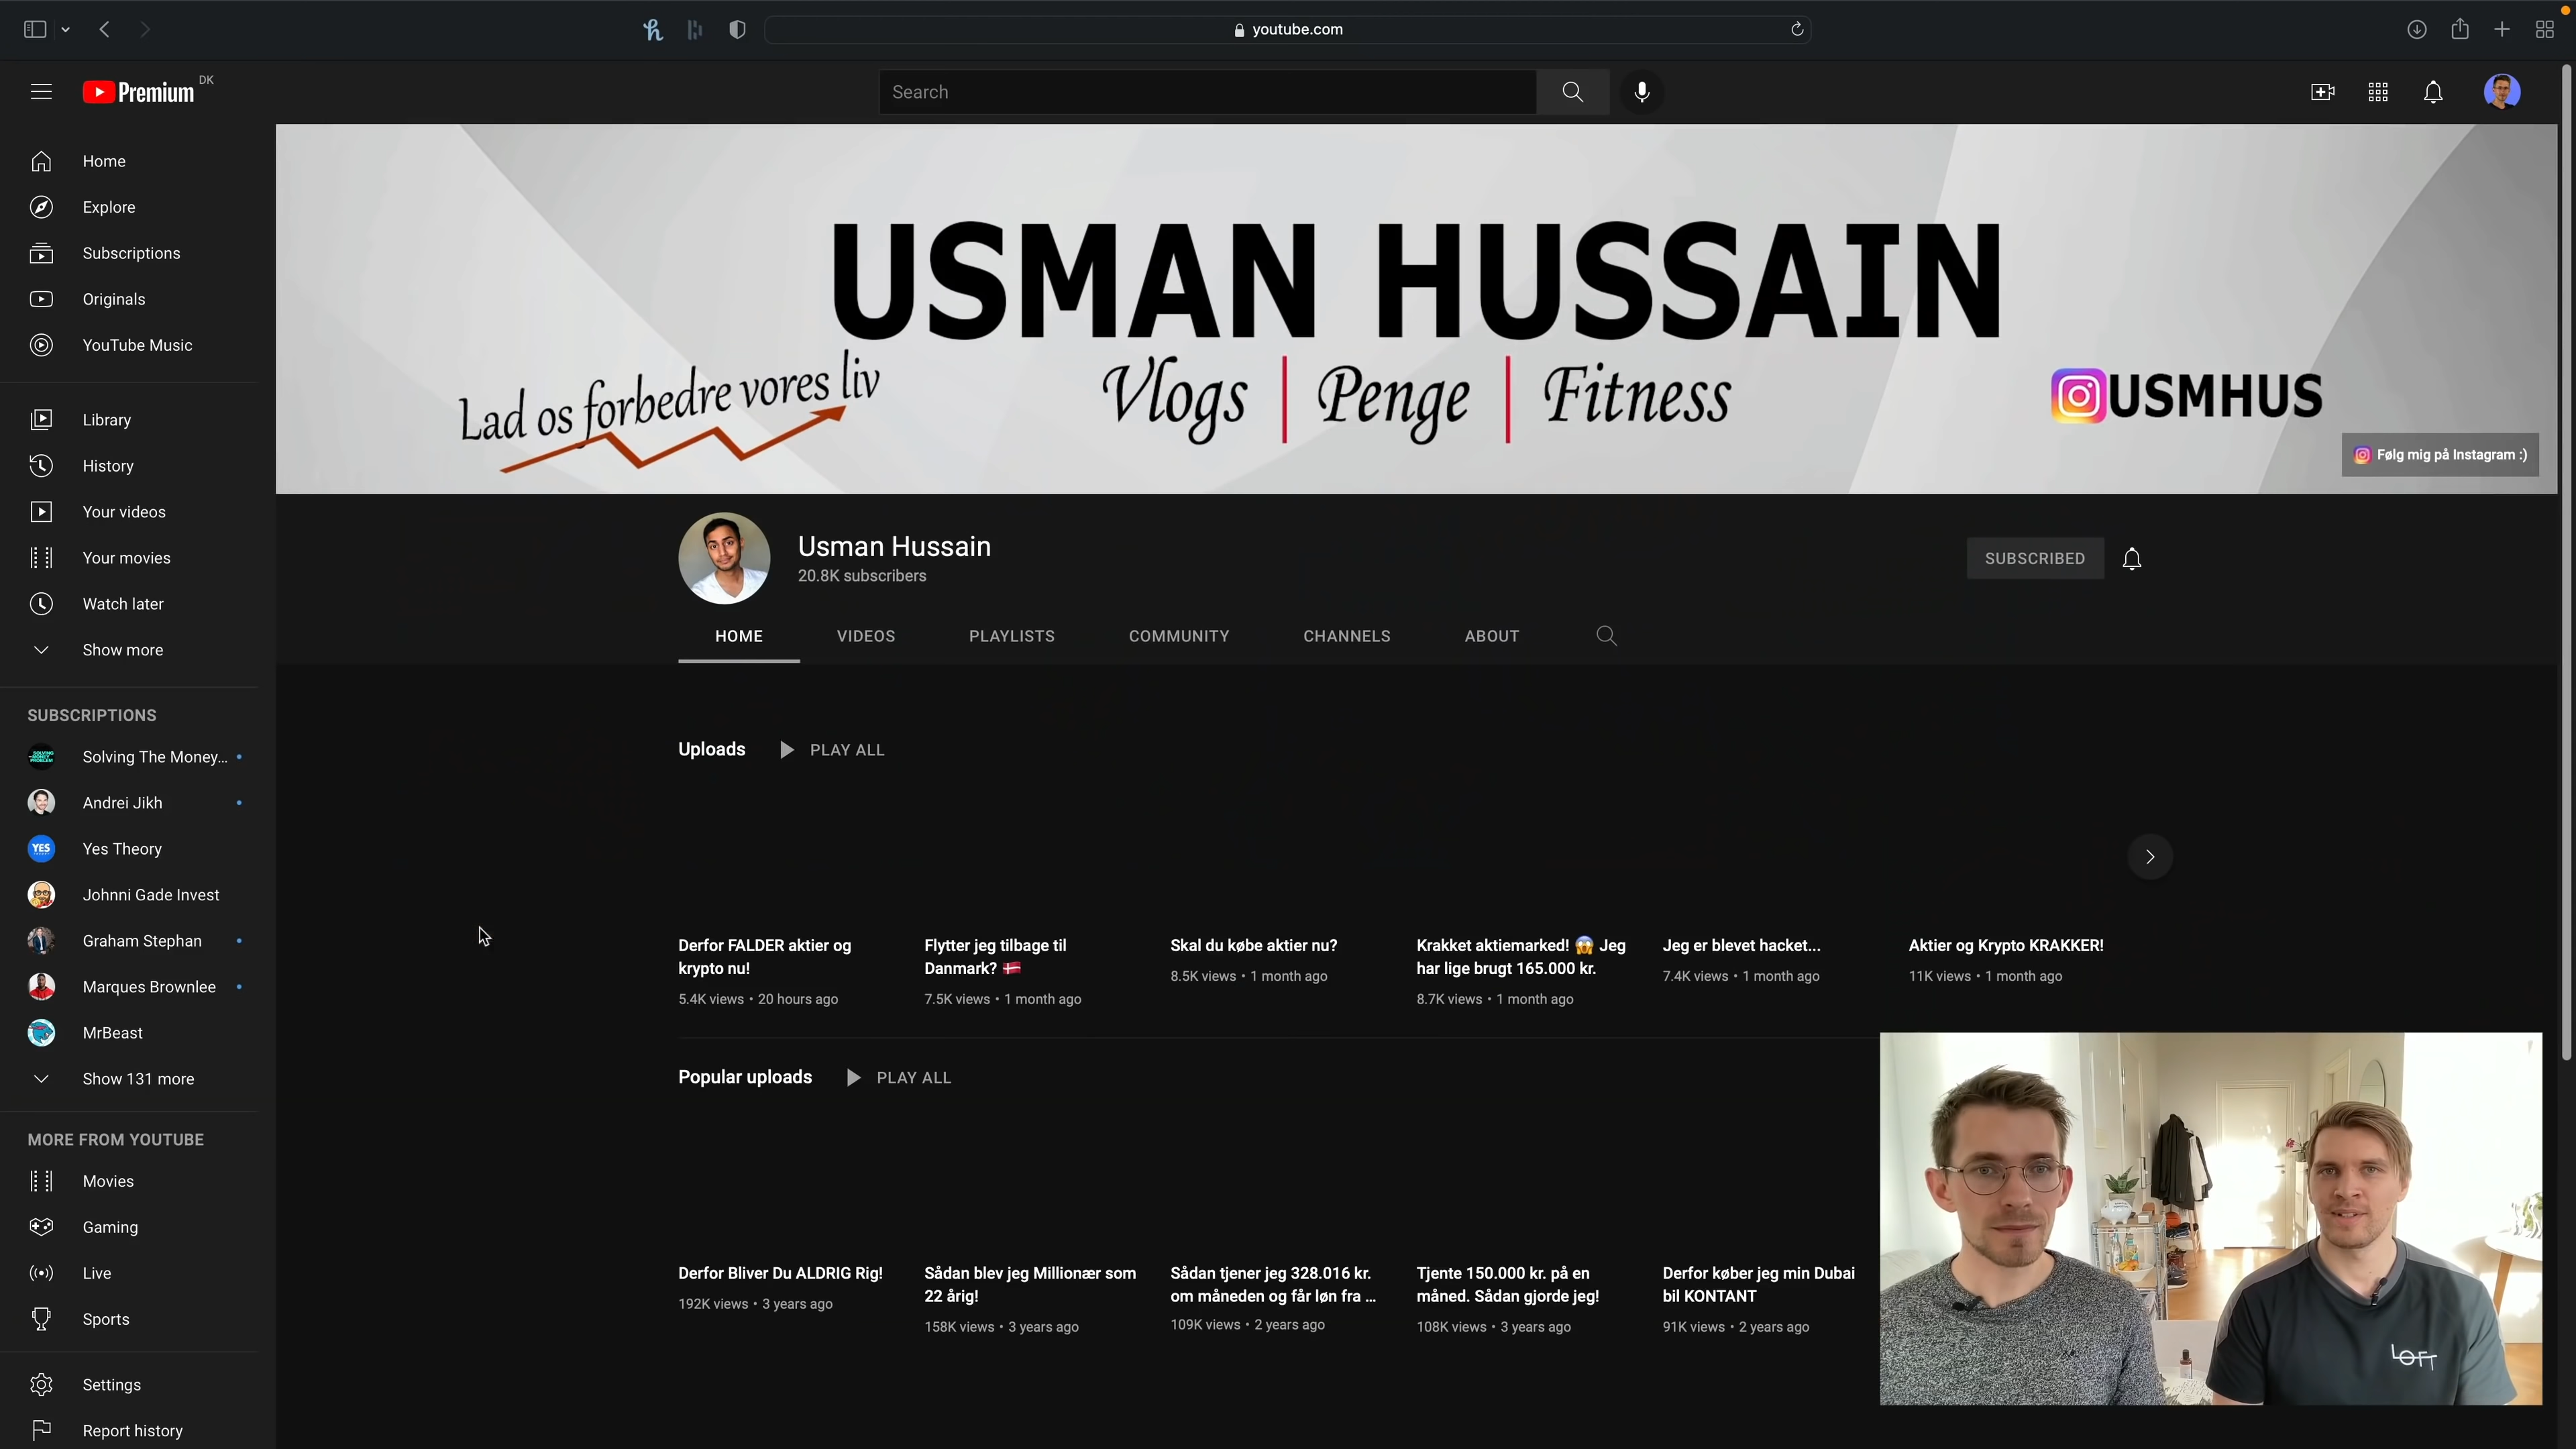 youtube.com
Premium DK
Search
Home
Explore
Subscriptions
Originals
YouTube Music
Library
History
Your videos
Your movies
Watch later
Show more
SUBSCRIPTIONS
Solving The Money...
Andrei Jikh
Yes Theory
Johnni Gade Invest
Graham Stephan
Marques Brownlee
MrBeast
Show 131 more
MORE FROM YOUTUBE
Movies
Gaming
Live
Sports
Settings
Report history
USMAN HUSSAIN
Lad os forbedre vores liv
Vlogs | Penge | Fitness
USMHUS
Følg mig på Instagram :)
Usman Hussain
20.8K subscribers
SUBSCRIBED
HOME VIDEOS PLAYLISTS COMMUNITY CHANNELS ABOUT
Uploads PLAY ALL
Derfor FALDER aktier og
krypto nu!
5.4K views • 20 hours ago
Flytter jeg tilbage til
Danmark? 🇩🇰
7.5K views • 1 month ago
Skal du købe aktier nu?
8.5K views • 1 month ago
Krakket aktiemarked! 😱 Jeg
har lige brugt 165.000 kr.
8.7K views • 1 month ago
Jeg er blevet hacket...
7.4K views • 1 month ago
Aktier og Krypto KRAKKER!
11K views • 1 month ago
Popular uploads PLAY ALL
Derfor Bliver Du ALDRIG Rig!
192K views • 3 years ago
Sådan blev jeg Millionær som
22 årig!
158K views • 3 years ago
Sådan tjener jeg 328.016 kr.
om måneden og får løn fra ...
109K views • 2 years ago
Tjente 150.000 kr. på en
måned. Sådan gjorde jeg!
108K views • 3 years ago
Derfor køber jeg min Dubai
bil KONTANT
91K views • 2 years ago
LOFT